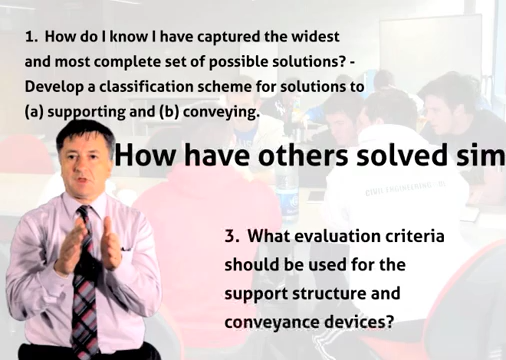 1. How do I know I have captured the widest
and most complete set of possible solutions? -
Develop a classification scheme for solutions to
(a) supporting and (b) conveying.
How have others solved sim
3. What evaluation criteria
should be used for the
support structure and
conveyance devices?
CIVIL ENGINEERING